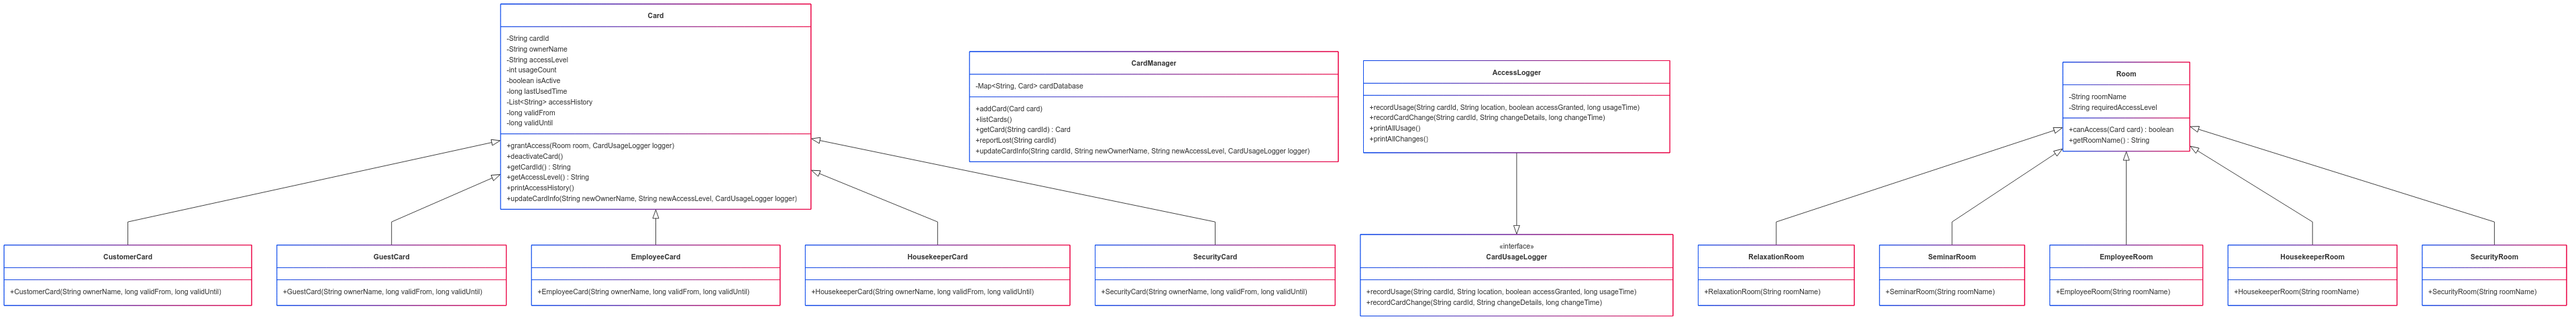 Card
-String cardId
-String ownerName
-String accessLevel
-int usageCount
-boolean isActive
-long lastUsedTime
-List<String> accessHistory
-long validFrom
-long validUntil
+grantAccess(Room room, CardUsageLogger logger)
+deactivateCard()
+getCardId() : String
+getAccessLevel() : String
+printAccessHistory()
+updateCardInfo(String newOwnerName, String newAccessLevel, CardUsageLogger logger)
CardManager
-Map<String, Card> cardDatabase
+addCard(Card card)
+listCards()
+getCard(String cardId) : Card
+reportLost(String cardId)
+updateCardInfo(String cardId, String newOwnerName, String newAccessLevel, CardUsageLogger logger)
AccessLogger
+recordUsage(String cardId, String location, boolean accessGranted, long usageTime)
+recordCardChange(String cardId, String changeDetails, long changeTime)
+printAllUsage()
+printAllChanges()
Room
-String roomName
-String requiredAccessLevel
+canAccess(Card card) : boolean
+getRoomName() : String
CustomerCard
+CustomerCard(String ownerName, long validFrom, long validUntil)
GuestCard
+GuestCard(String ownerName, long validFrom, long validUntil)
EmployeeCard
+EmployeeCard(String ownerName, long validFrom, long validUntil)
HousekeeperCard
+HousekeeperCard(String ownerName, long validFrom, long validUntil)
SecurityCard
+SecurityCard(String ownerName, long validFrom, long validUntil)
«interface»
CardUsageLogger
+recordUsage(String cardId, String location, boolean accessGranted, long usageTime)
+recordCardChange(String cardId, String changeDetails, long changeTime)
RelaxationRoom
+RelaxationRoom(String roomName)
SeminarRoom
+SeminarRoom(String roomName)
EmployeeRoom
+EmployeeRoom(String roomName)
HousekeeperRoom
+HousekeeperRoom(String roomName)
SecurityRoom
+SecurityRoom(String roomName)